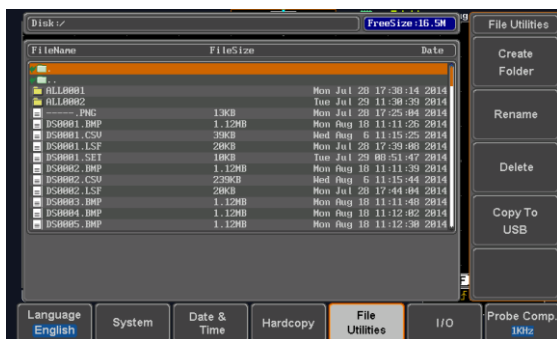 Disk:/ FreeSize:16.5M
File Utilities
FileName FileSize Date
.
..
ALL0001 Mon Jul 28 17:38:14 2014
ALL0002 Tue Jul 29 11:30:39 2014
-----.PNG 13KB Mon Jul 28 17:25:04 2014
DS0001.BMP 1.12MB Mon Aug 18 11:11:26 2014
DS0001.CSV 39KB Wed Aug 6 11:15:25 2014
DS0001.LSF 20KB Mon Jul 28 17:39:08 2014
DS0001.SET 10KB Tue Jul 29 08:51:47 2014
DS0002.BMP 1.12MB Mon Aug 18 11:11:39 2014
DS0002.CSV 239KB Wed Aug 6 11:15:44 2014
DS0002.LSF 20KB Mon Jul 28 17:44:04 2014
DS0003.BMP 1.12MB Mon Aug 18 11:11:48 2014
DS0004.BMP 1.12MB Mon Aug 18 11:12:02 2014
DS0005.BMP 1.12MB Mon Aug 18 11:12:30 2014
Create
Folder
Rename
Delete
Copy To
USB
Language
English
System
Date &
Time
Hardcopy
File
Utilities
I/O
Probe Comp.
1KHz